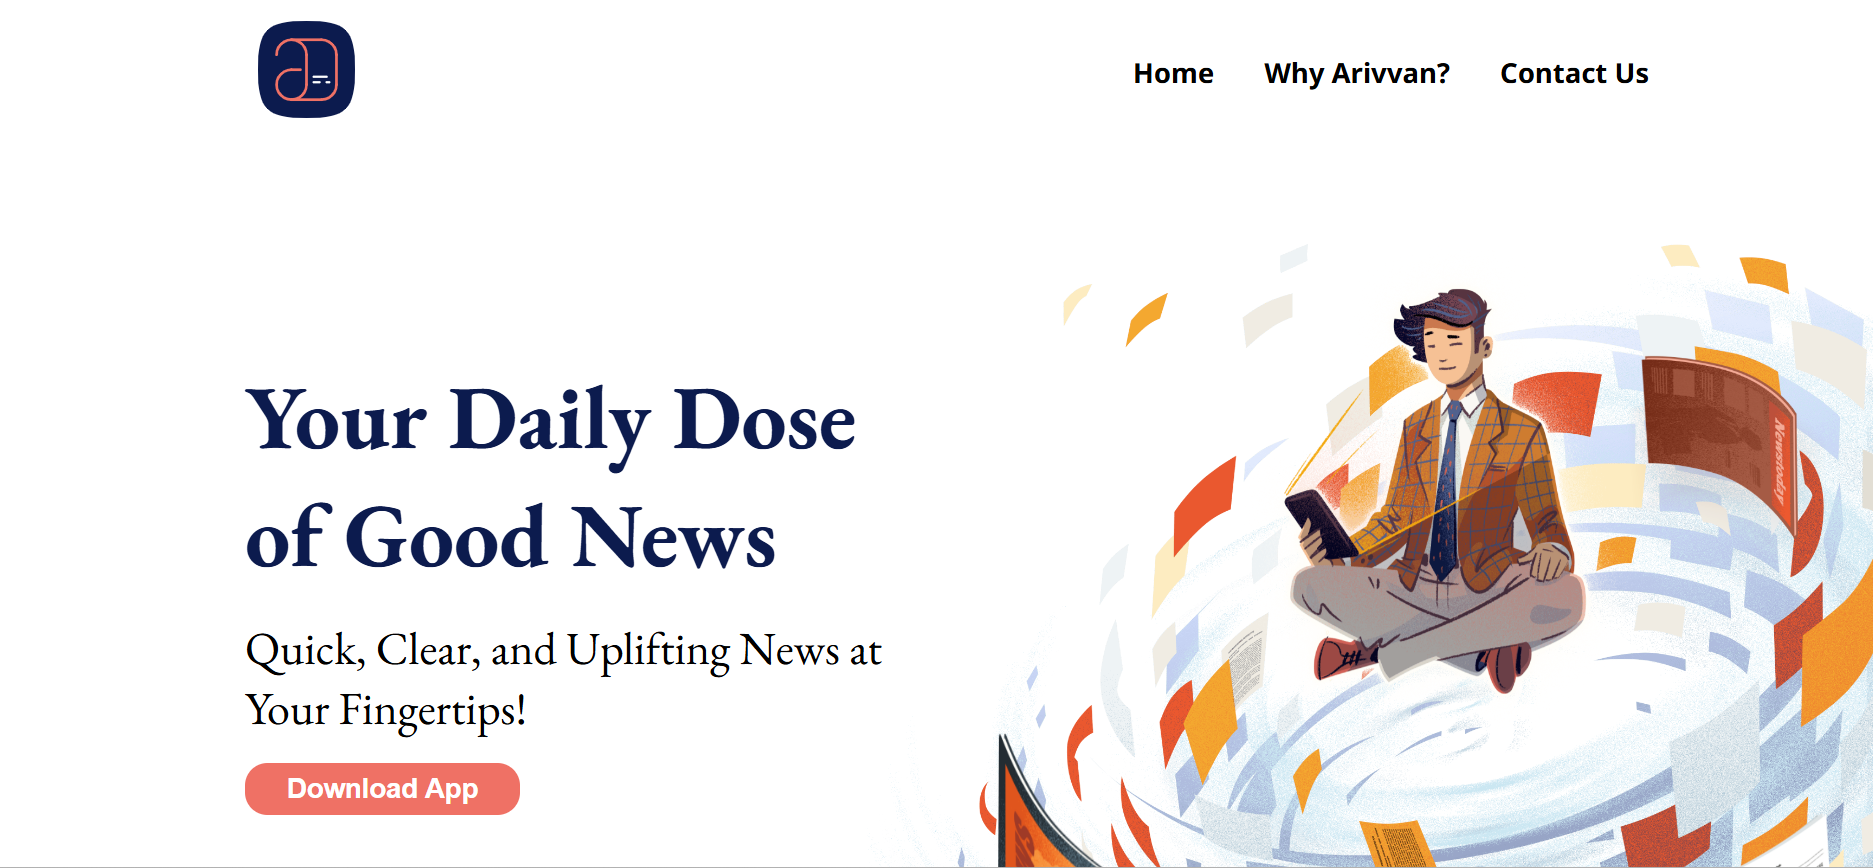 Home
Why Arivvan?
Contact Us
Your Daily Dose
of Good News
Quick, Clear, and Uplifting News at
Your Fingertips!
Download App
Newstoday